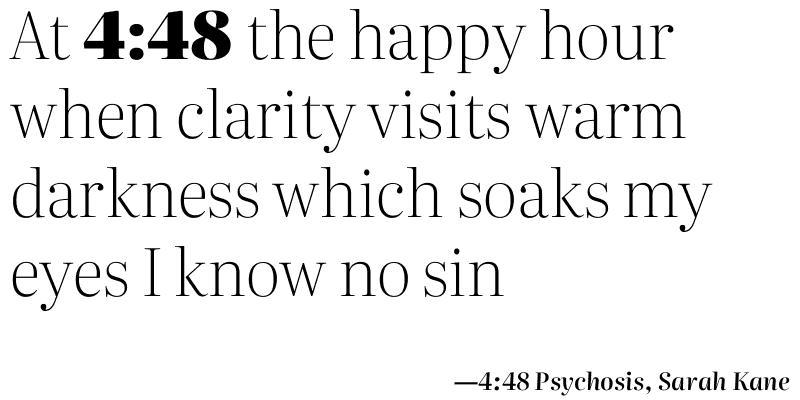 At 4:48 the happy hour
when clarity visits warm
darkness which soaks my
eyes I know no sin
—4:48 Psychosis, Sarah Kane